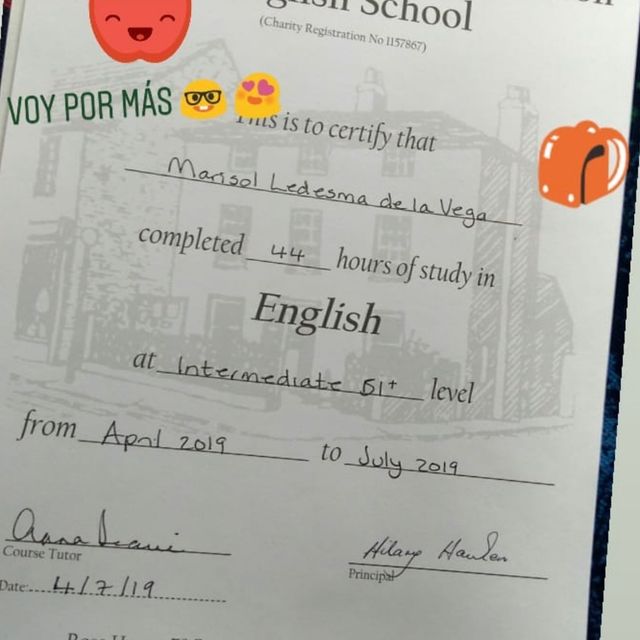 School
(Charity Registration No 1157867)
VOY POR MÁS
This is to certify that
Marisol Ledesma de la Vega
completed 44 hours of study in
English
at Intermediate B1+ level
from April 2019 to July 2019
Course Tutor
Principal
Date: 4/7/19